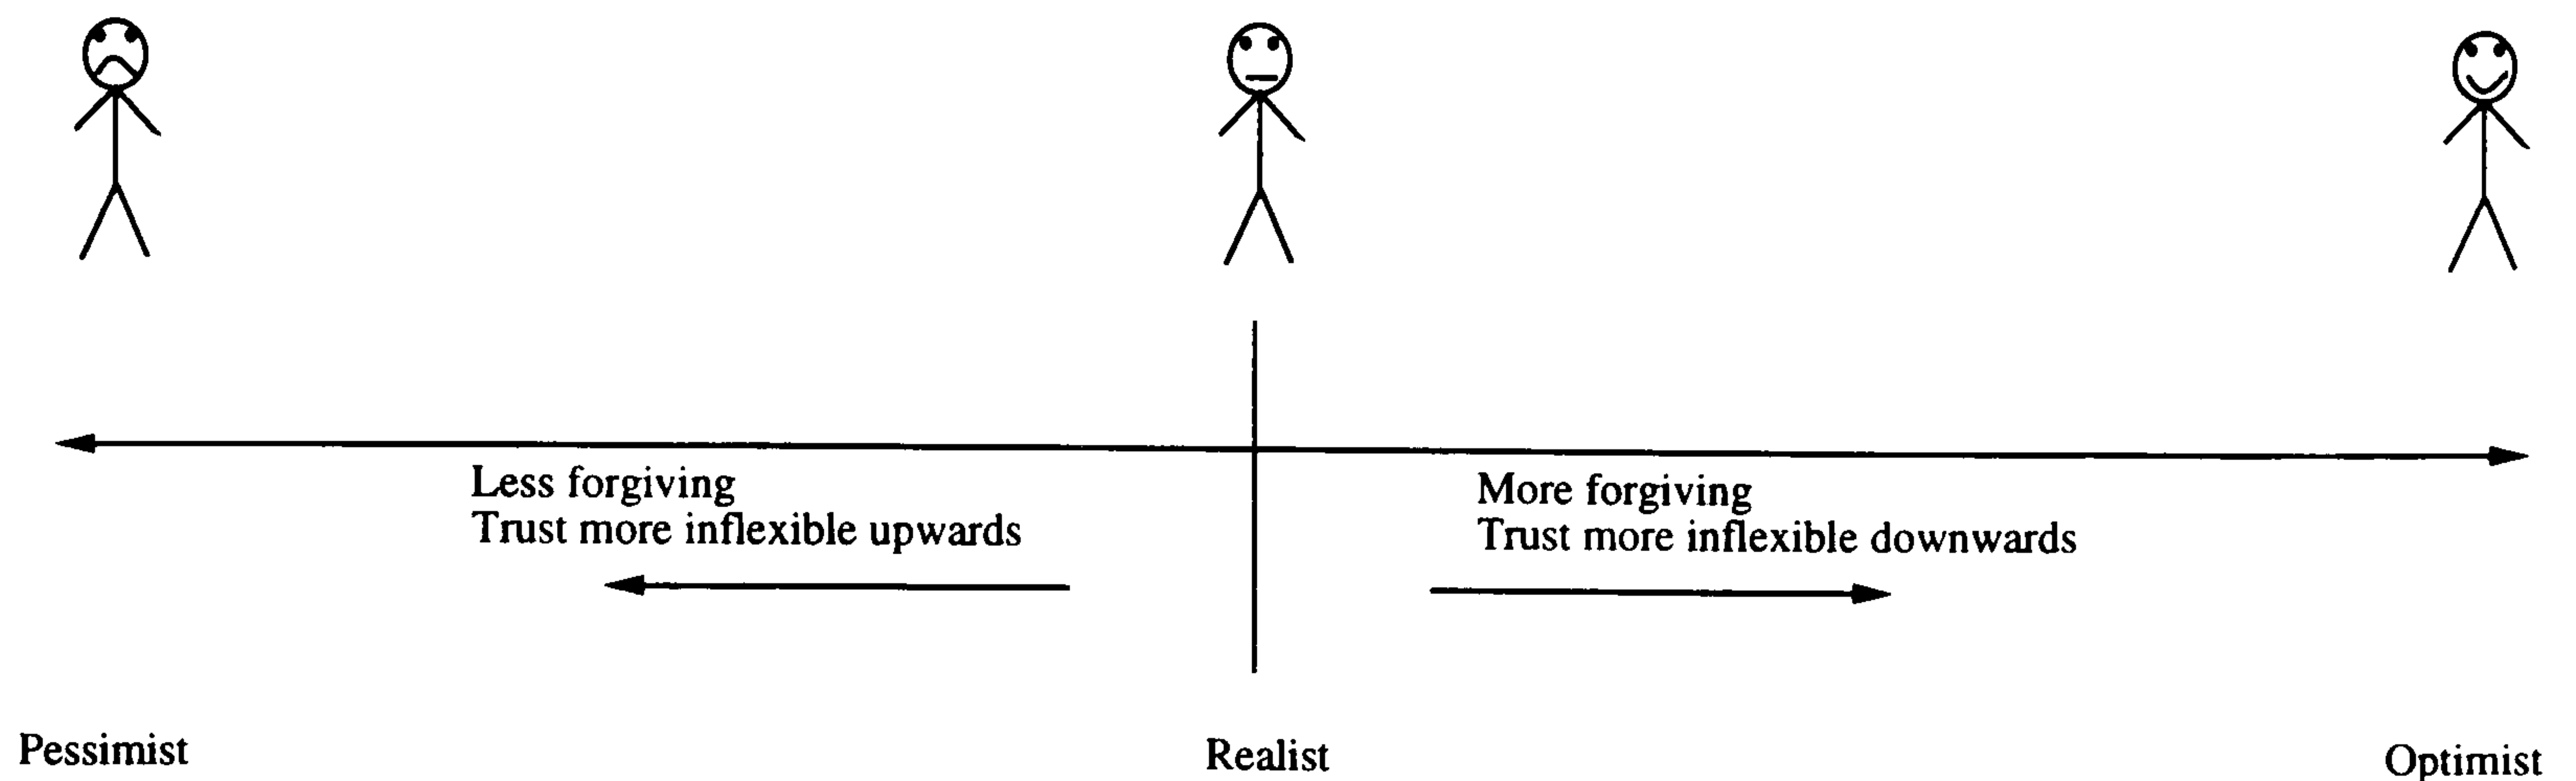 Less forgiving
Trust more inflexible upwards
More forgiving
Trust more inflexible downwards
Pessimist
Realist
Optimist